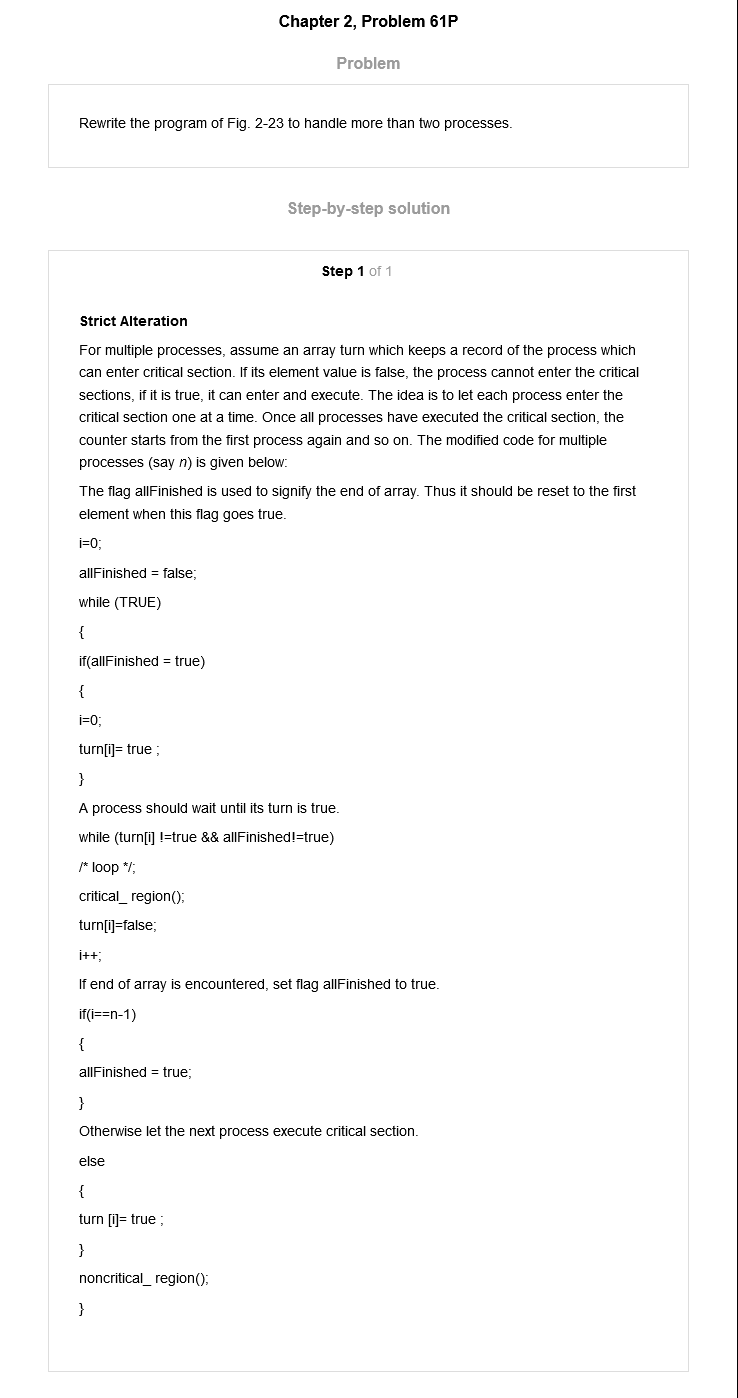 Chapter 2, Problem 61P
Problem
Rewrite the program of Fig. 2-23 to handle more than two processes.
Step-by-step solution
Step 1 of 1
Strict Alteration
For multiple processes, assume an array turn which keeps a record of the process which
can enter critical section. If its element value is false, the process cannot enter the critical
sections, if it is true, it can enter and execute. The idea is to let each process enter the
critical section one at a time. Once all processes have executed the critical section, the
counter starts from the first process again and so on. The modified code for multiple
processes (say n) is given below:
The flag allFinished is used to signify the end of array. Thus it should be reset to the first
element when this flag goes true.
i=0;
allFinished = false;
while (TRUE)
{
if(allFinished = true)
{
i=0;
turn[i]= true ;
}
A process should wait until its turn is true.
while (turn[i] !=true && allFinished!=true)
/* loop */;
critical_ region();
turn[i]=false;
i++;
If end of array is encountered, set flag allFinished to true.
if(i==n-1)
{
allFinished = true;
}
Otherwise let the next process execute critical section.
else
{
turn [i]= true ;
}
noncritical_ region();
}